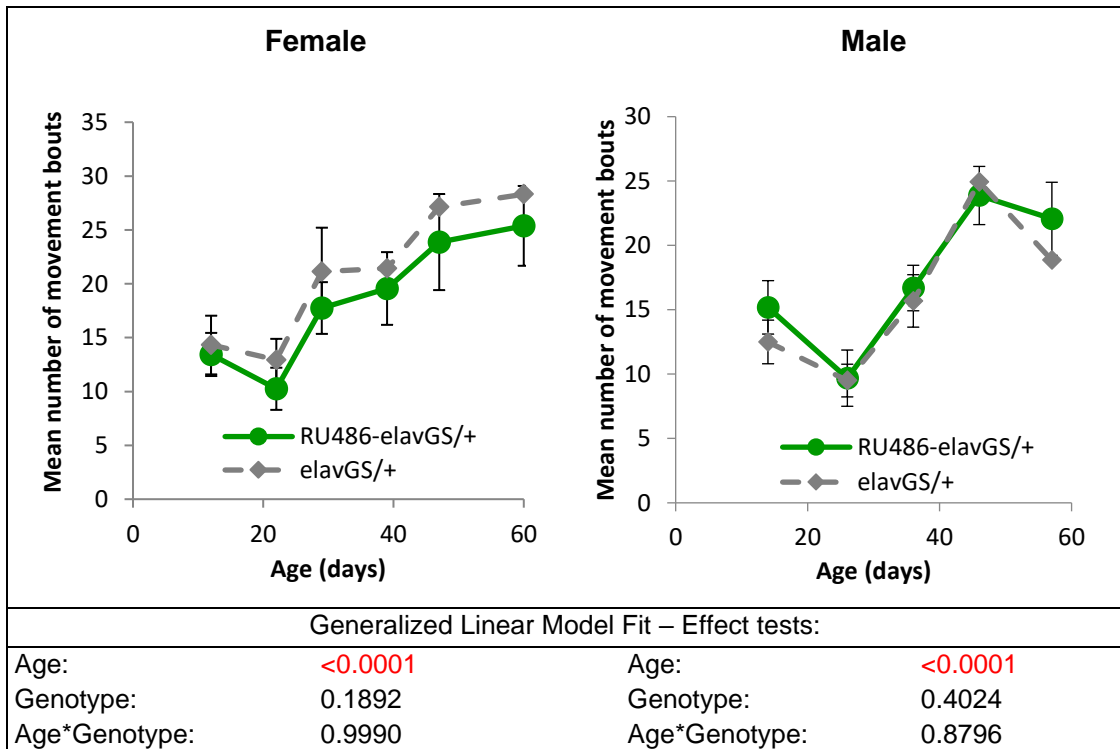 Female
Mean number of movement bouts
35
30
25
20
15
10
5
0
0 20 40 60
Age (days)
RU486-elavGS/+
elavGS/+
Male
Mean number of movement bouts
30
25
20
15
10
5
0
0 20 40 60
Age (days)
RU486-elavGS/+
elavGS/+
Generalized Linear Model Fit – Effect tests:
Age: <0.0001 Age: <0.0001
Genotype: 0.1892 Genotype: 0.4024
Age*Genotype: 0.9990 Age*Genotype: 0.8796